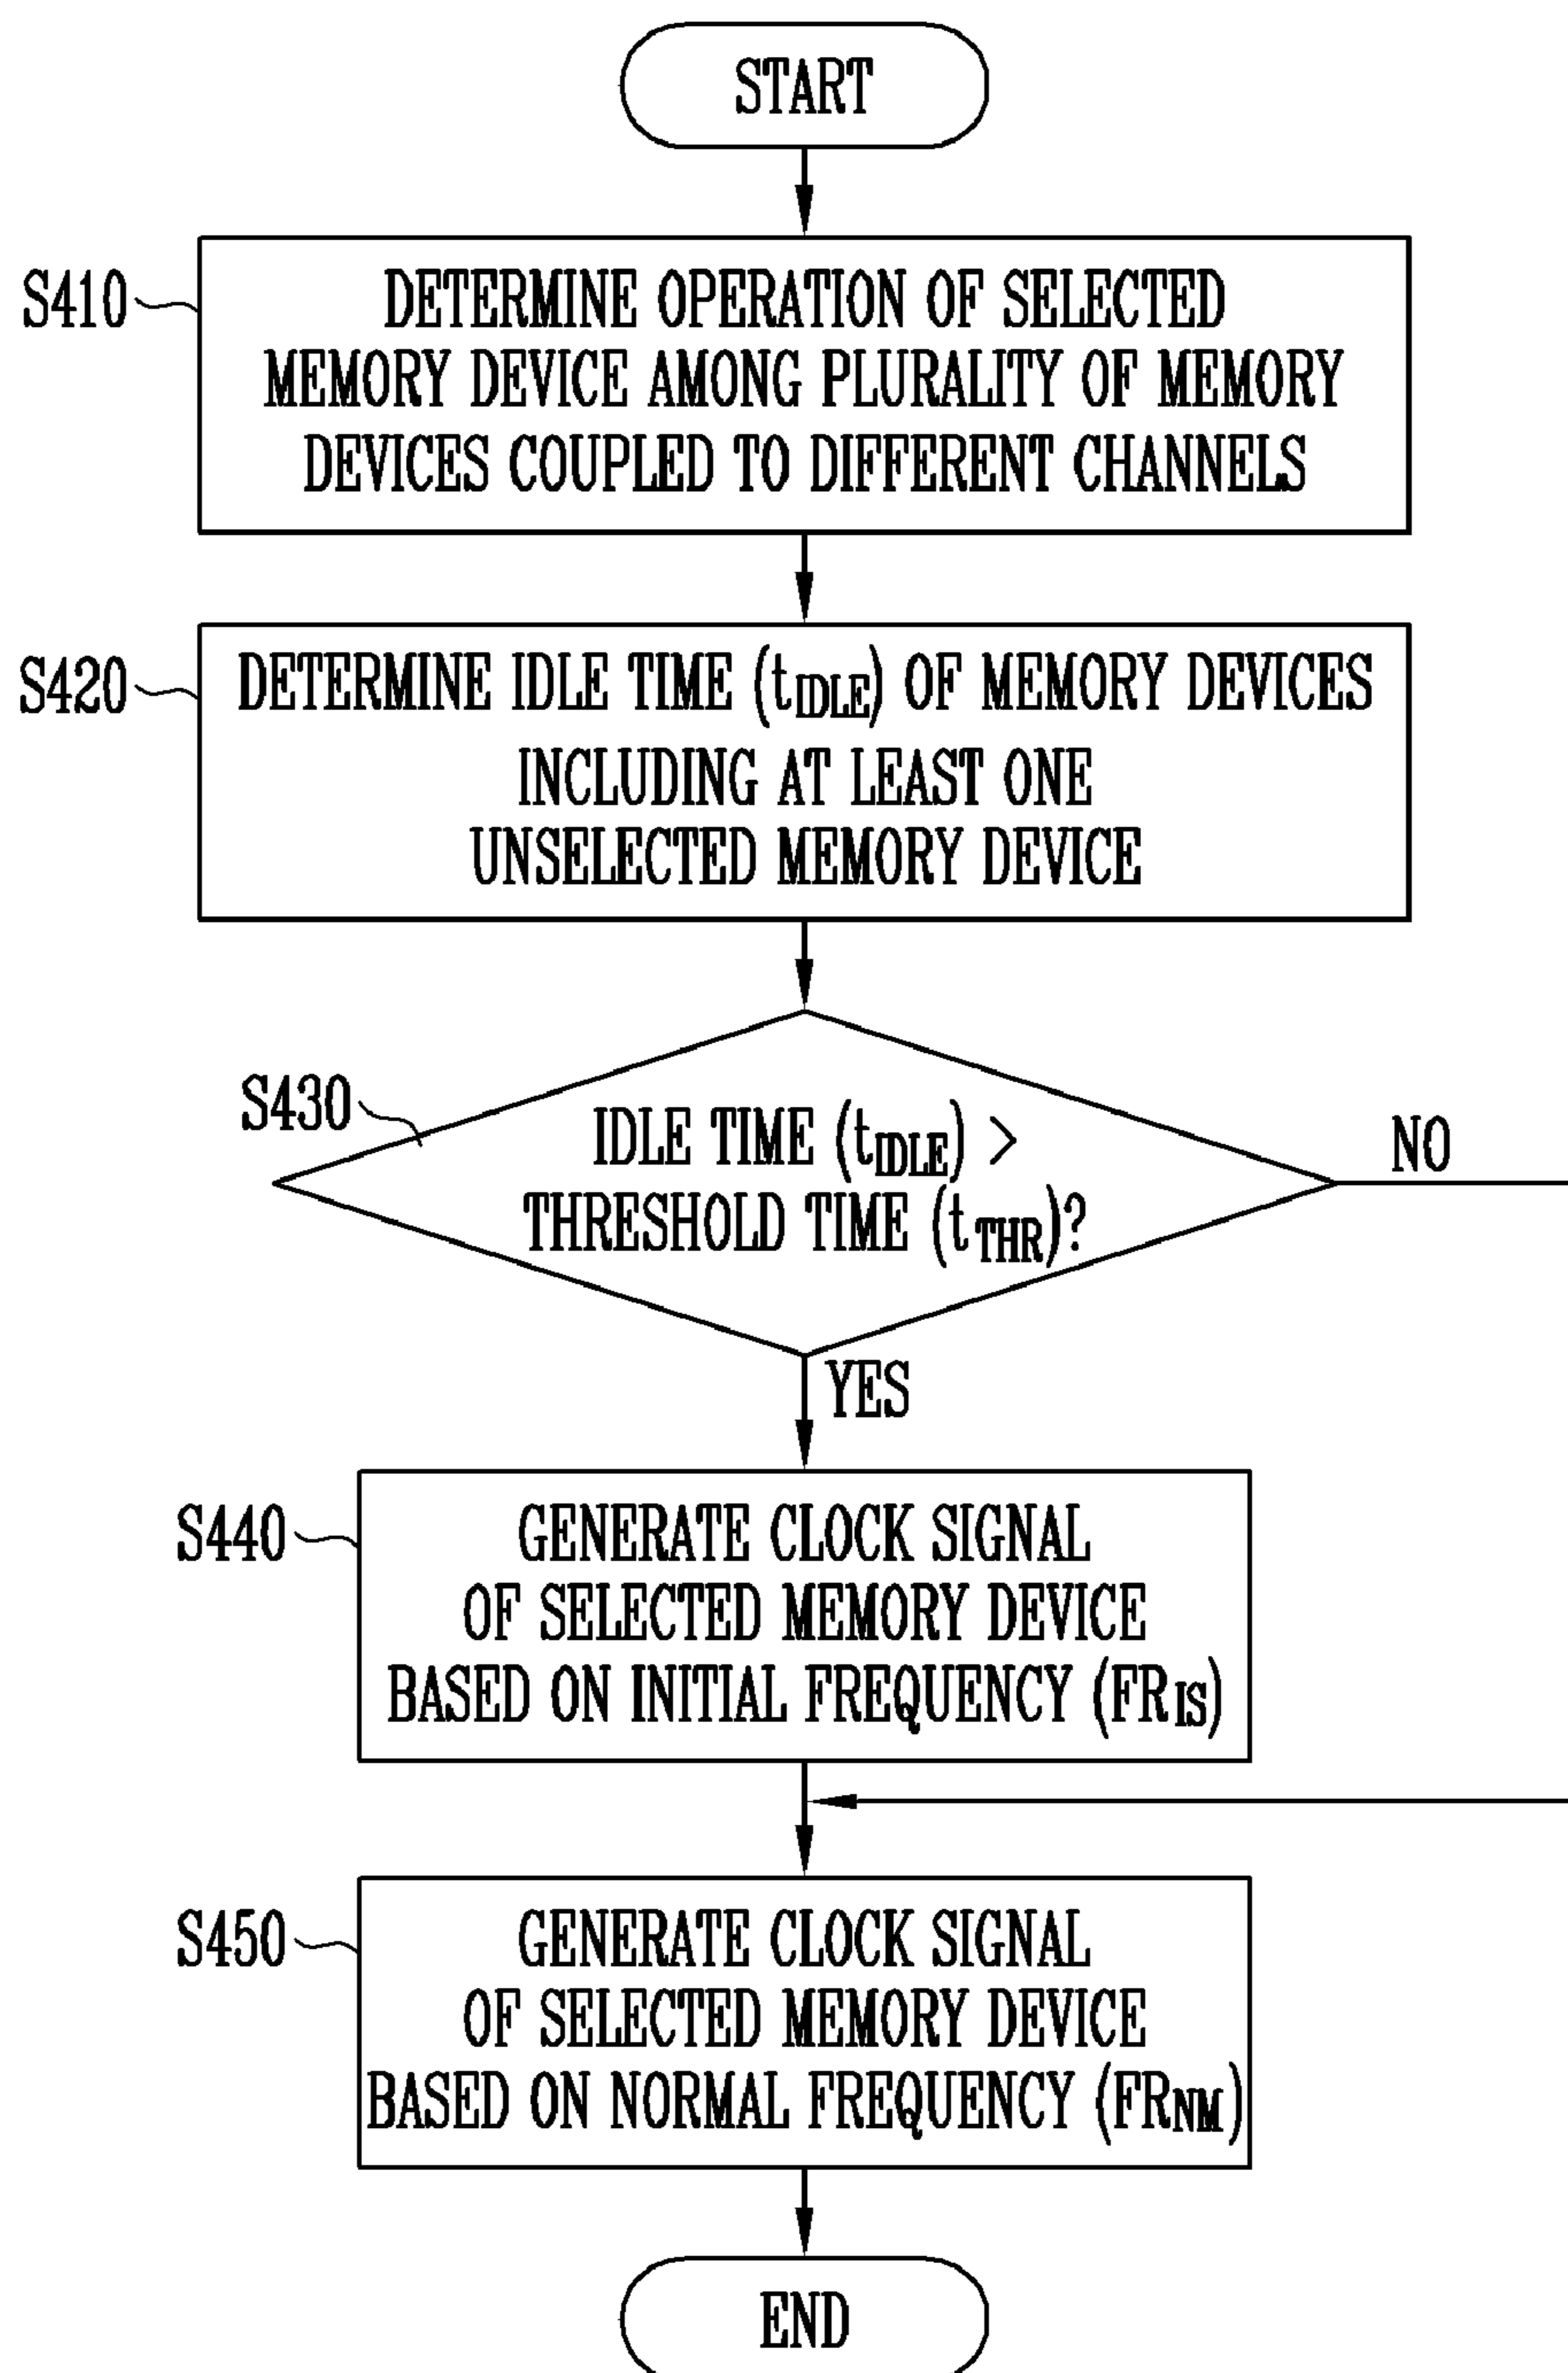 START
S410
DETERMINE OPERATION OF SELECTED
MEMORY DEVICE AMONG PLURALITY OF MEMORY
DEVICES COUPLED TO DIFFERENT CHANNELS
S420
DETERMINE IDLE TIME (tIDLE) OF MEMORY DEVICES
INCLUDING AT LEAST ONE
UNSELECTED MEMORY DEVICE
S430
IDLE TIME (tIDLE) >
THRESHOLD TIME (tTHR)?
NO
YES
S440
GENERATE CLOCK SIGNAL
OF SELECTED MEMORY DEVICE
BASED ON INITIAL FREQUENCY (FRIS)
S450
GENERATE CLOCK SIGNAL
OF SELECTED MEMORY DEVICE
BASED ON NORMAL FREQUENCY (FRNM)
END